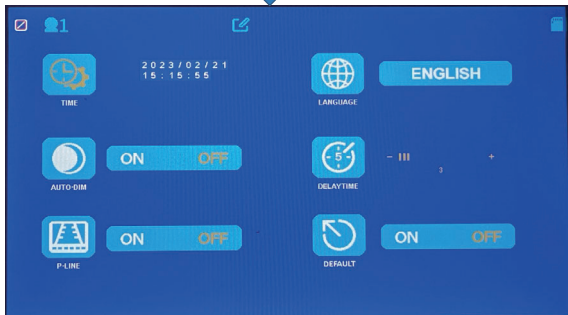 1
2023/02/21
15:15:55
TIME
ENGLISH
LANGUAGE
ON OFF
AUTO-DIM
5
- +
3
DELAYTIME
ON OFF
P-LINE
ON OFF
DEFAULT